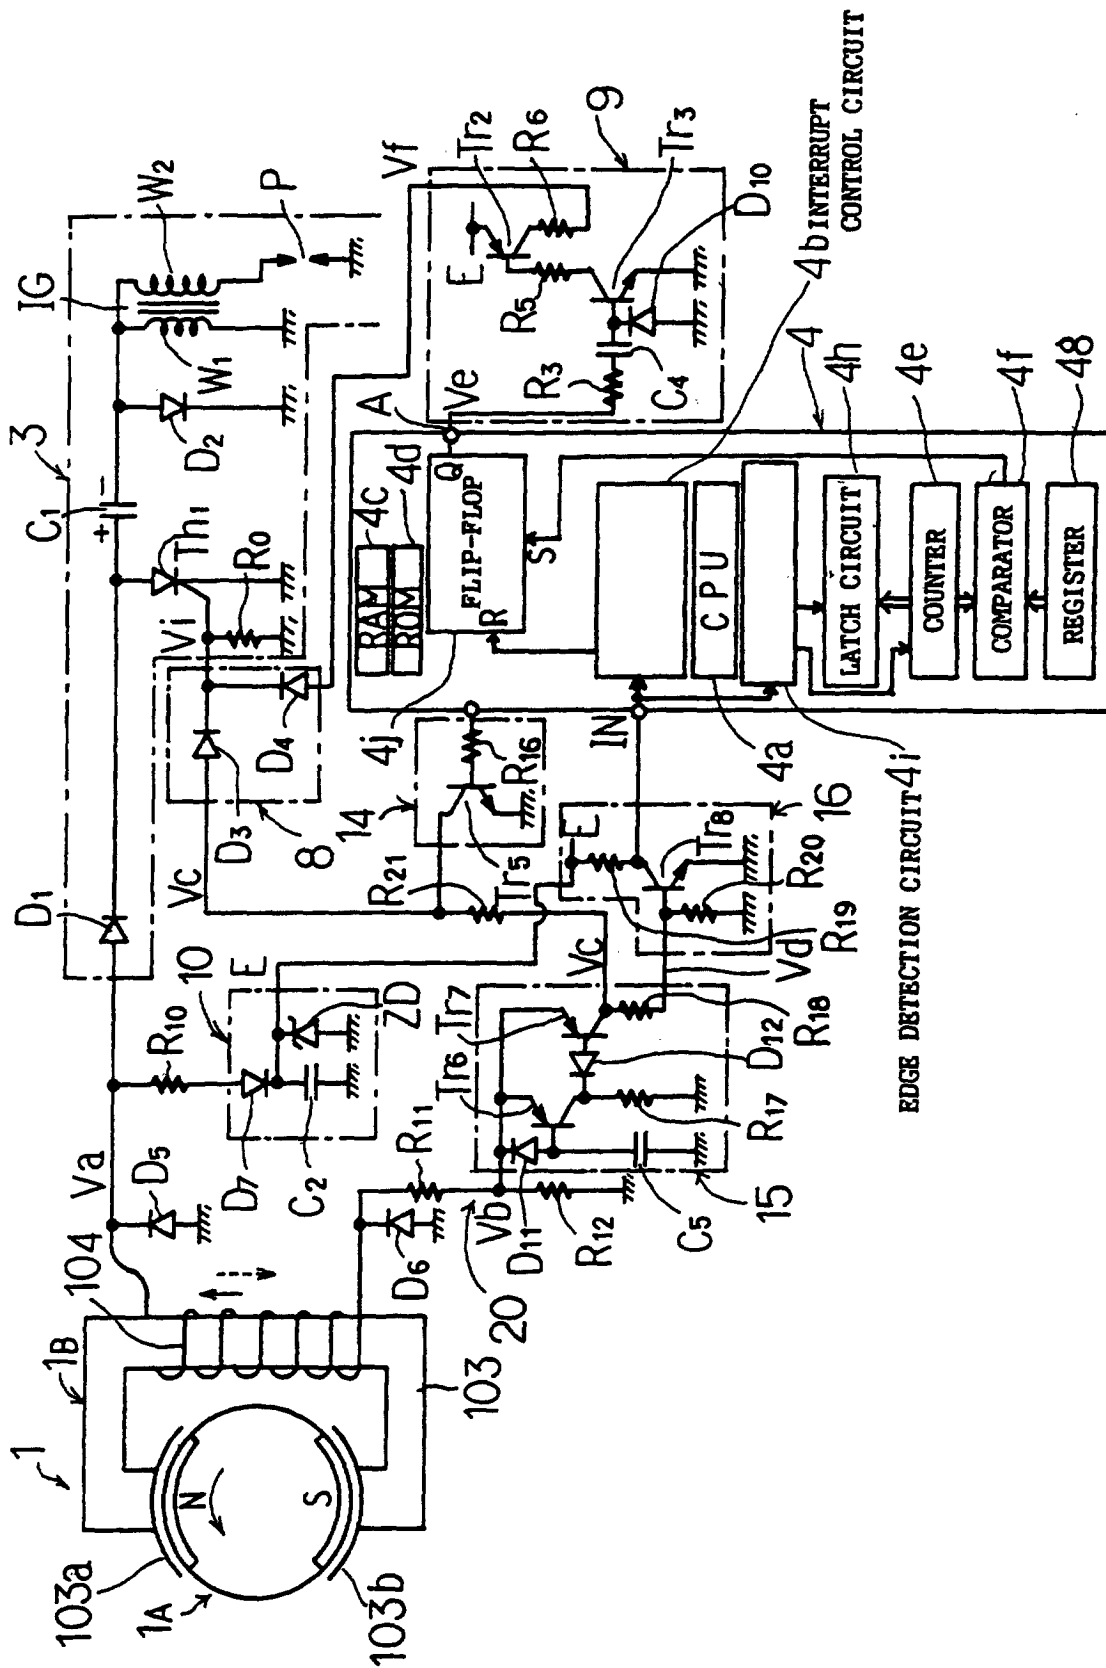 1
1B
104
Va
D1
3
C1
+
−
IG
W2
P
W1
D2
Th1
Vi
R0
D3
D4
8
Vc
103a
1A
N
S
103b
103
D5
R10
10
E
D7
C2
ZD
D6
R11
20
Vb
D11
R12
C5
15
Tr6
Tr7
D12
R17
R18
Vc
Vd
R21
14
Tr5
R16
4j
E
16
Tr8
R19
R20
IN
A
Ve
Vf
E
Tr2
R6
9
R5
R3
C4
Tr3
D10
RAM
4C
ROM
4d
FLIP-FLOP
Q
R
S
4b INTERRUPT
CONTROL CIRCUIT
4
CPU
4a
EDGE DETECTION CIRCUIT 4i
LATCH CIRCUIT
4h
COUNTER
4e
COMPARATOR
4f
REGISTER
48